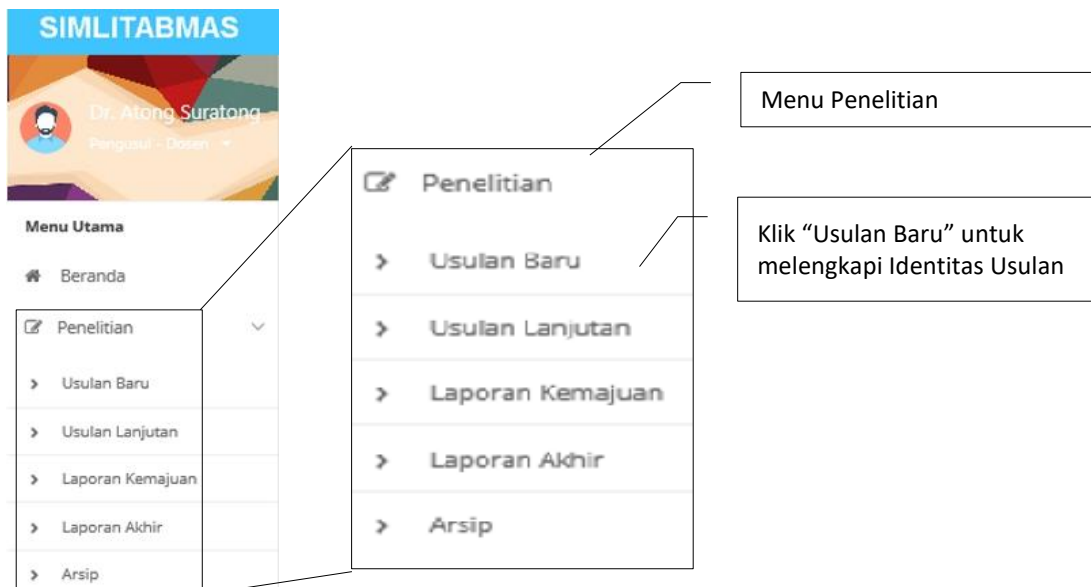 SIMLITABMAS
Dr. Atong Suratong
Pengusul - Dosen
Menu Utama
Beranda
Penelitian
Usulan Baru
Usulan Lanjutan
Laporan Kemajuan
Laporan Akhir
Arsip
Penelitian
Usulan Baru
Usulan Lanjutan
Laporan Kemajuan
Laporan Akhir
Arsip
Menu Penelitian
Klik “Usulan Baru” untuk
melengkapi Identitas Usulan